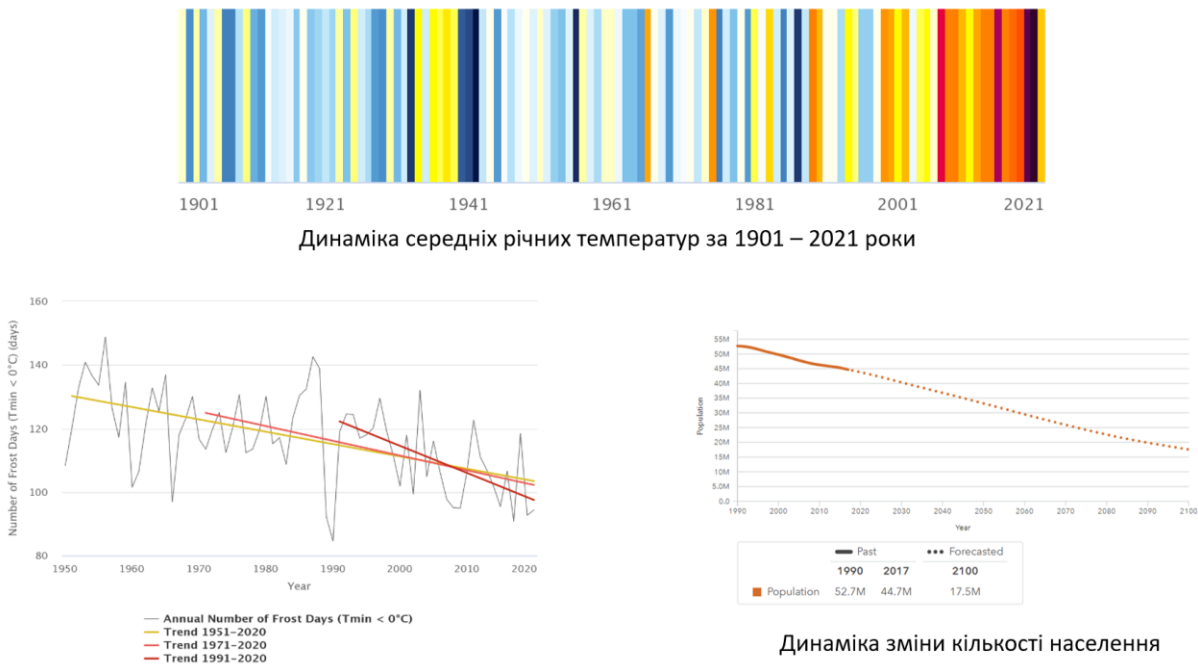 1901 1921 1941 1961 1981 2001 2021
Динаміка середніх річних температур за 1901 – 2021 роки
Number of Frost Days (Tmin < 0°C) (days)
160
140
120
100
80
1950 1960 1970 1980 1990 2000 2010 2020
Year
Annual Number of Frost Days (Tmin < 0°C)
Trend 1951–2020
Trend 1971–2020
Trend 1991–2020
Population
55M
50M
45M
40M
35M
30M
25M
20M
15M
10M
5.0M
0.0
1990 2000 2010 2020 2030 2040 2050 2060 2070 2080 2090 2100
Year
Past Forecasted
1990 2017 2100
Population 52.7M 44.7M 17.5M
Динаміка зміни кількості населення